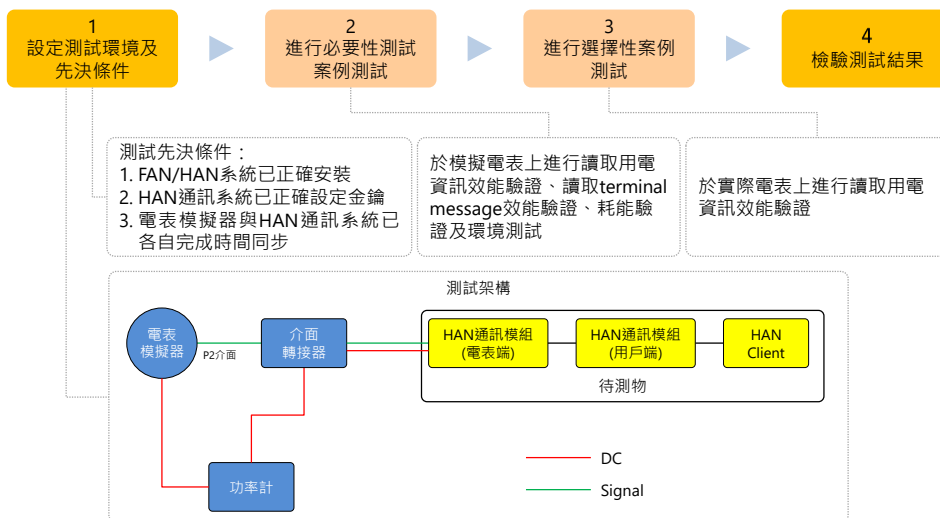 1
設定測試環境及
先決條件
2
進行必要性測試
案例測試
3
進行選擇性案例
測試
4
檢驗測試結果
測試先決條件：
1. FAN/HAN系統已正確安裝
2. HAN通訊系統已正確設定金鑰
3. 電表模擬器與HAN通訊系統已
各自完成時間同步
於模擬電表上進行讀取用電
資訊效能驗證、讀取terminal
message效能驗證、耗能驗
證及環境測試
於實際電表上進行讀取用電
資訊效能驗證
測試架構
電表
模擬器
P2介面
介面
轉接器
HAN通訊模組
(電表端)
HAN通訊模組
(用戶端)
HAN
Client
待測物
功率計
DC
Signal